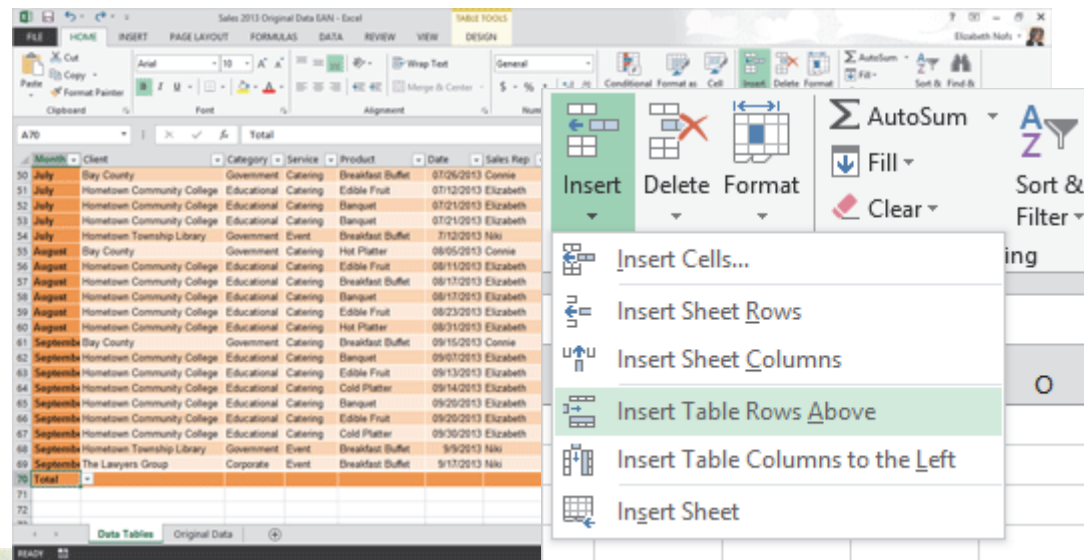 Sales 2013 Original Data EAN - Excel TABLE TOOLS
FILE HOME INSERT PAGE LAYOUT FORMULAS DATA REVIEW VIEW DESIGN Elizabeth Nofs
Cut
Copy
Format Painter
Paste
Clipboard
Arial 10
Font
Wrap Text
Merge & Center
Alignment
General
$ %
Conditional Format as Cell Insert Delete Format
AutoSum
Fill
Sort & Find &
A70 Total
Month Client Category Service Product Date Sales Rep
50 July Bay County Government Catering Breakfast Buffet 07/26/2013 Connie
51 July Hometown Community College Educational Catering Edible Fruit 07/12/2013 Elizabeth
52 July Hometown Community College Educational Catering Banquet 07/21/2013 Elizabeth
53 July Hometown Community College Educational Catering Banquet 07/21/2013 Elizabeth
54 July Hometown Township Library Government Event Breakfast Buffet 7/12/2013 Niki
55 August Bay County Government Catering Hot Platter 08/05/2013 Connie
56 August Hometown Community College Educational Catering Edible Fruit 08/11/2013 Elizabeth
57 August Hometown Community College Educational Catering Breakfast Buffet 08/17/2013 Elizabeth
58 August Hometown Community College Educational Catering Banquet 08/17/2013 Elizabeth
59 August Hometown Community College Educational Catering Edible Fruit 08/23/2013 Elizabeth
60 August Hometown Community College Educational Catering Hot Platter 08/31/2013 Elizabeth
61 Septembe Bay County Government Catering Breakfast Buffet 09/15/2013 Connie
62 Septembe Hometown Community College Educational Catering Banquet 09/07/2013 Elizabeth
63 Septembe Hometown Community College Educational Catering Edible Fruit 09/13/2013 Elizabeth
64 Septembe Hometown Community College Educational Catering Cold Platter 09/14/2013 Elizabeth
65 Septembe Hometown Community College Educational Catering Banquet 09/20/2013 Elizabeth
66 Septembe Hometown Community College Educational Catering Edible Fruit 09/20/2013 Elizabeth
67 Septembe Hometown Community College Educational Catering Cold Platter 09/30/2013 Elizabeth
68 Septembe Hometown Township Library Government Event Breakfast Buffet 9/9/2013 Niki
69 Septembe The Lawyers Group Corporate Event Breakfast Buffet 9/17/2013 Niki
70 Total
71
72
Data Tables Original Data
READY
Insert Delete Format
AutoSum
Fill
Clear
Sort &
Filter
ing
Insert Cells...
Insert Sheet Rows
Insert Sheet Columns
Insert Table Rows Above
Insert Table Columns to the Left
Insert Sheet
O